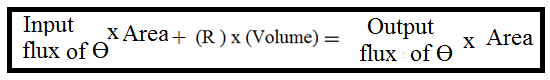 Input flux of Ɵ x Area + (R ) x (Volume) = Output flux of Ɵ x Area